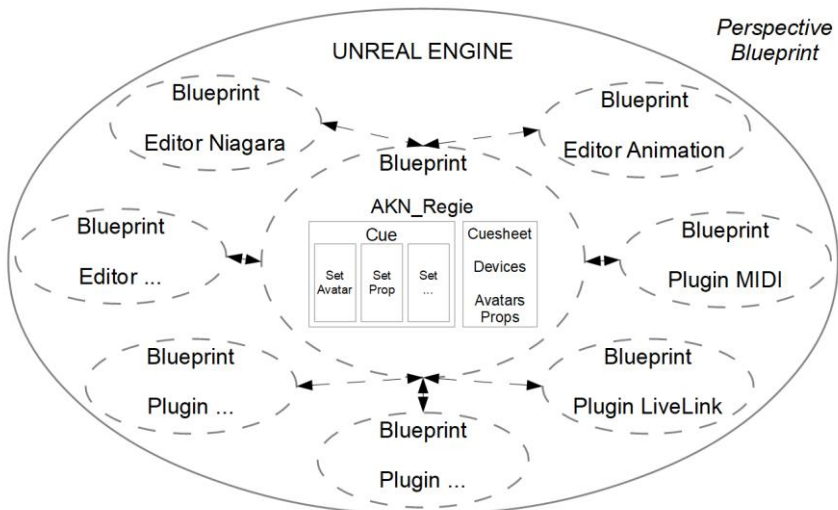 Perspective
Blueprint
UNREAL ENGINE
Blueprint
Editor Niagara
Blueprint
Editor Animation
Blueprint
AKN_Regie
Cue
Set
Avatar
Set
Prop
Set
...
Cuesheet
Devices
Avatars
Props
Blueprint
Editor ...
Blueprint
Plugin MIDI
Blueprint
Plugin ...
Blueprint
Plugin LiveLink
Blueprint
Plugin ...